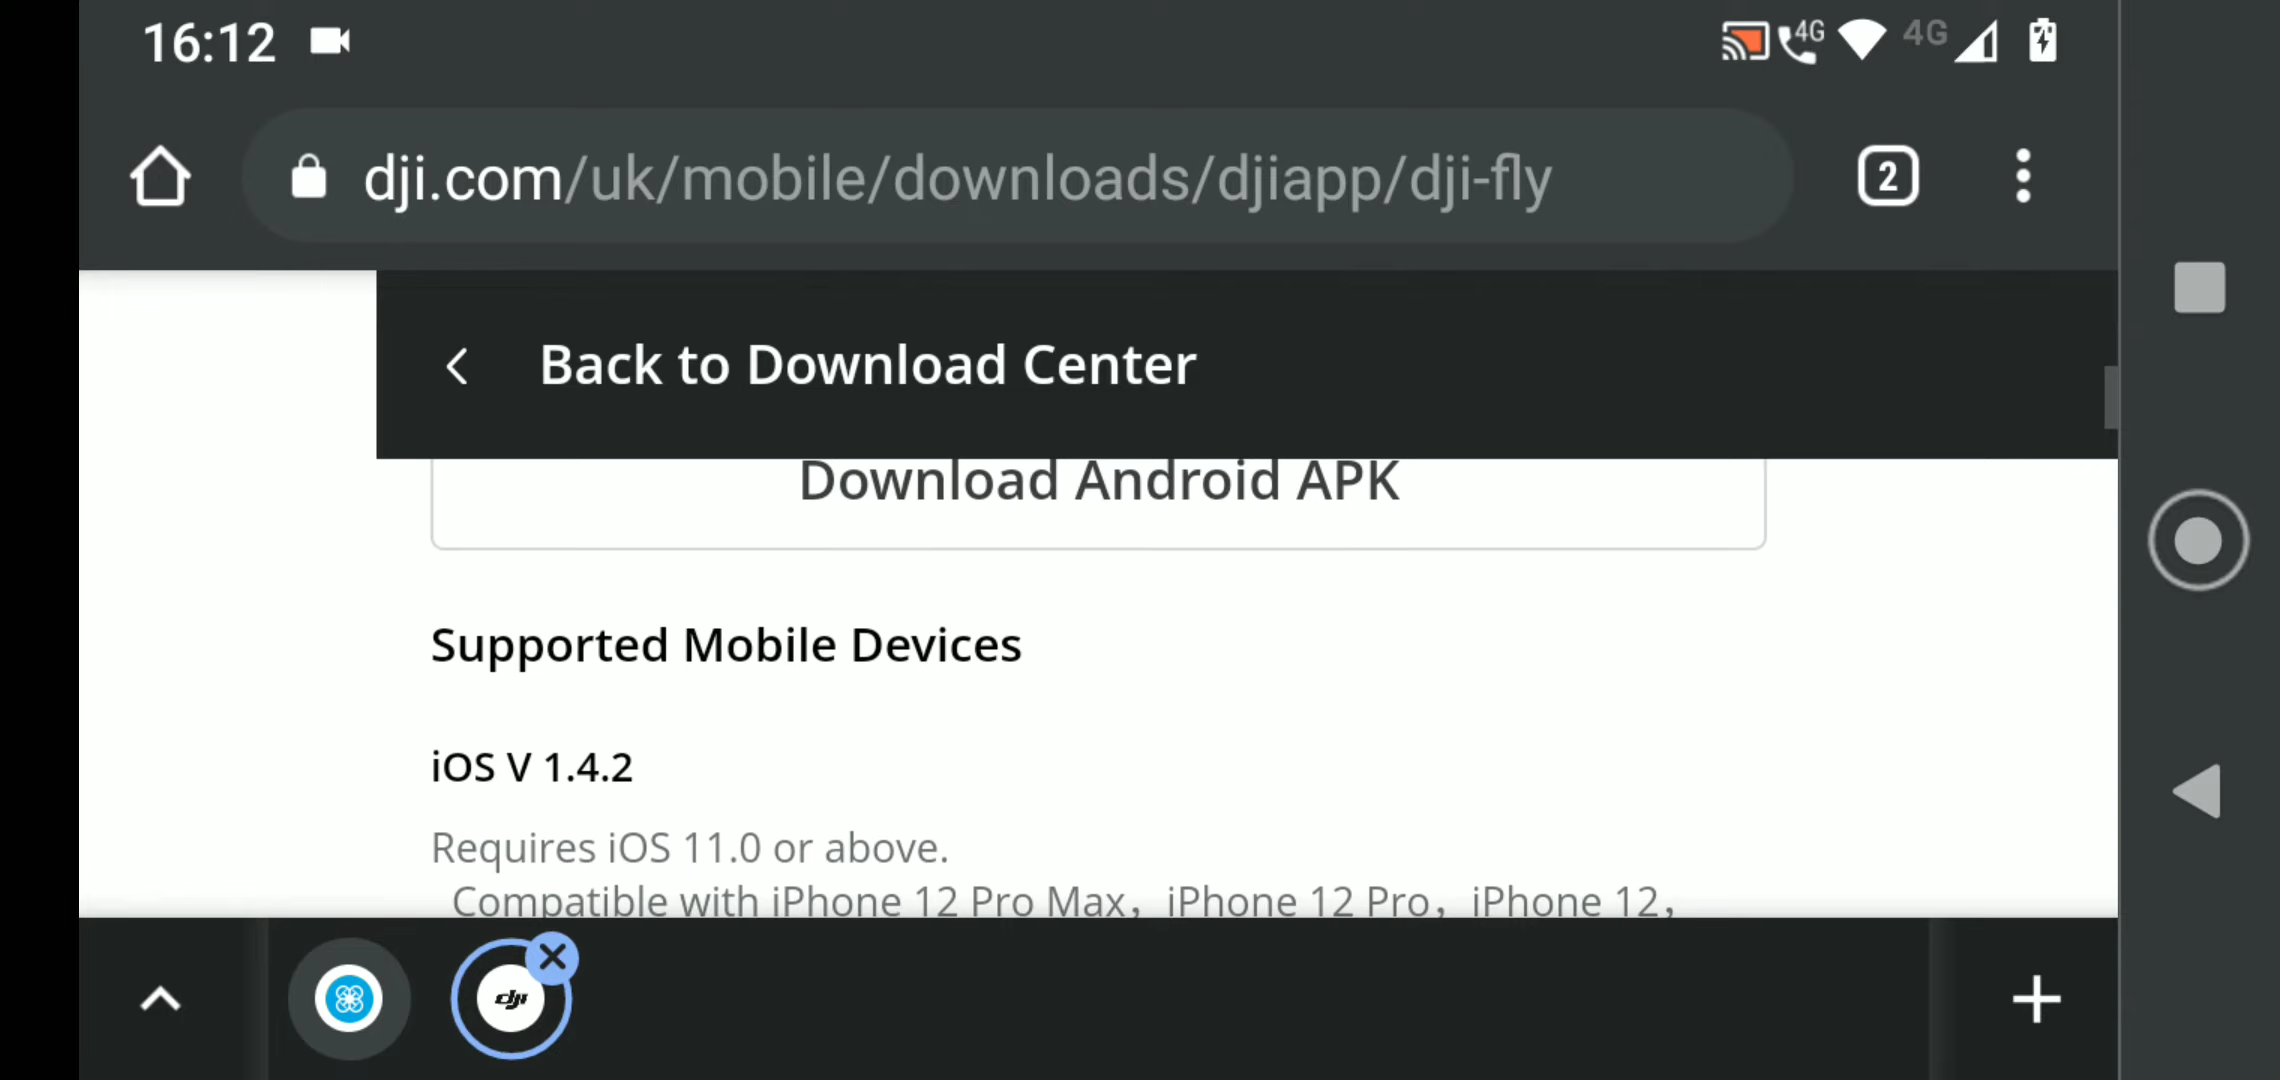 16:12
4G
4G
dji.com/uk/mobile/downloads/djiapp/dji-fly
2
Back to Download Center
Download Android APK
Supported Mobile Devices
iOS V 1.4.2
Requires iOS 11.0 or above.
Compatible with iPhone 12 Pro Max，iPhone 12 Pro，iPhone 12，
dji